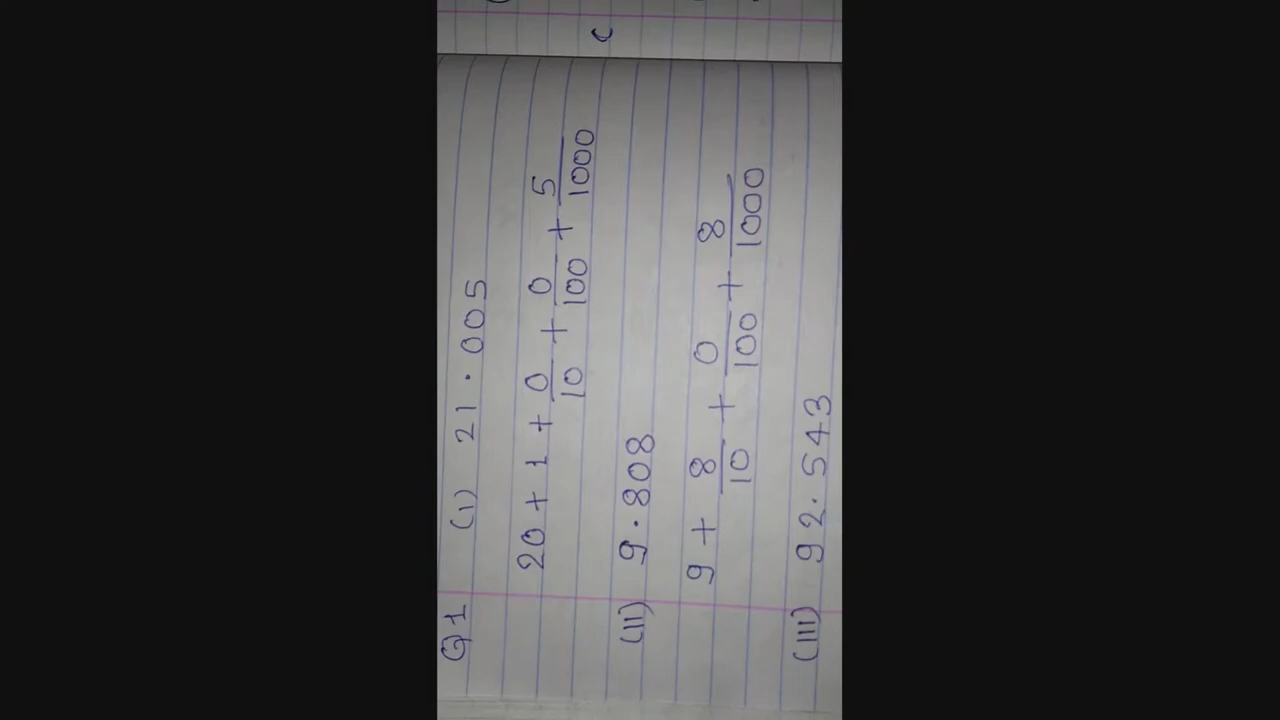 Q1 (i) 21.005
20 + 1 + 0/10 + 0/100 + 5/1000
(II) 9.808
9 + 8/10 + 0/100 + 8/1000
(III) 92.543